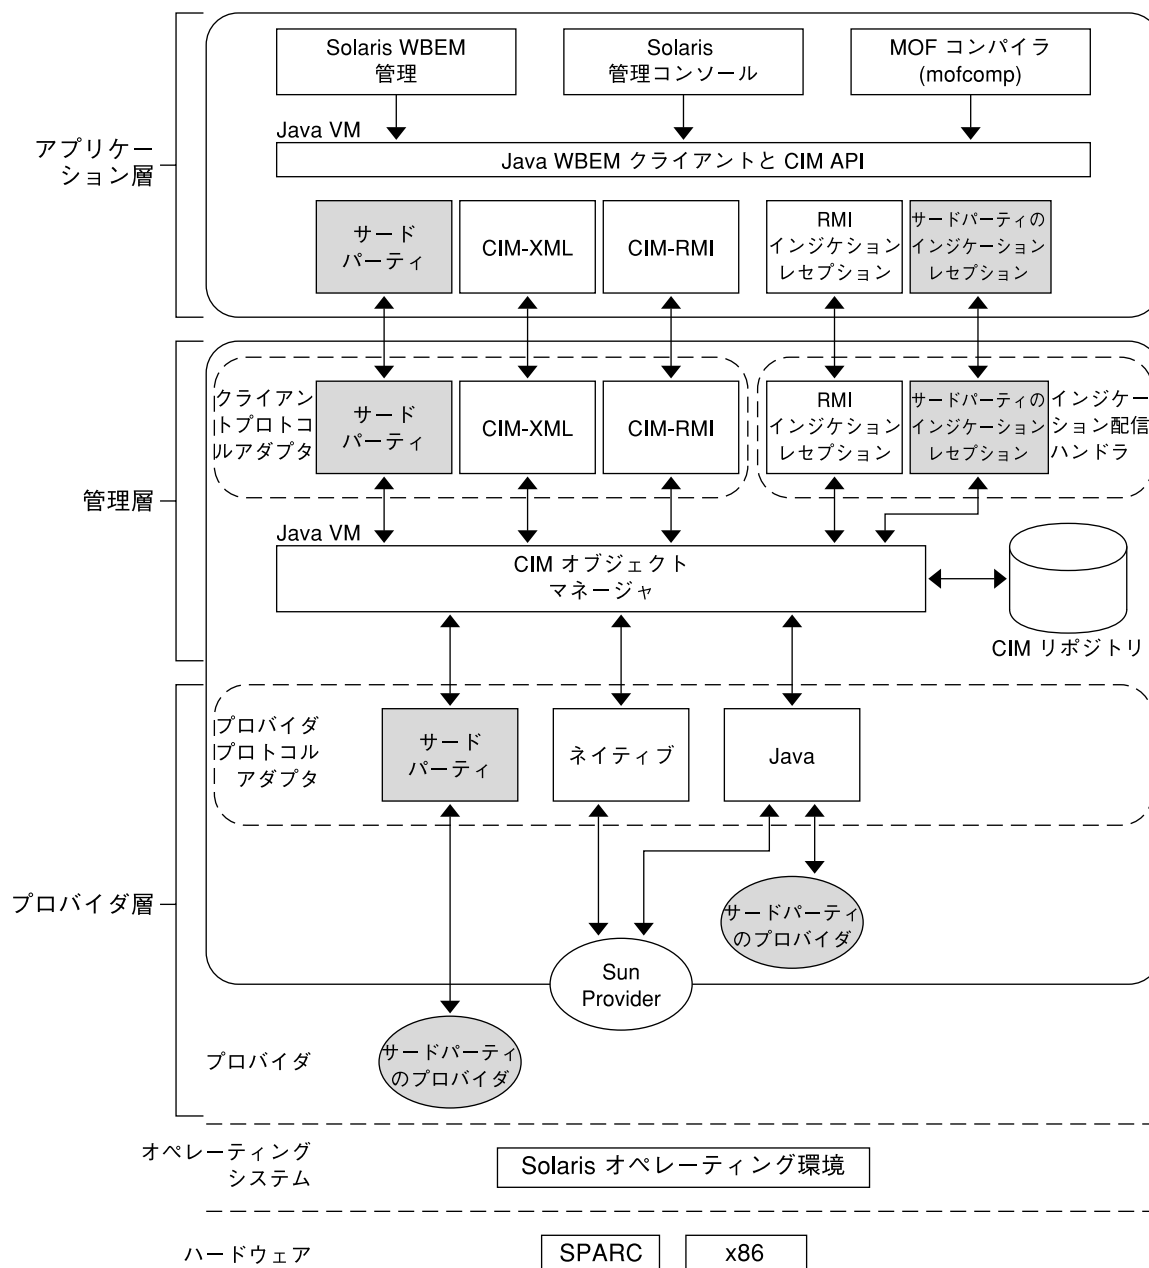 Solaris WBEM
管理
Solaris
管理コンソール
MOF コンパイラ
(mofcomp)
Java VM
Java WBEM クライアントと CIM API
アプリケー
ション層
サード
パーティ
CIM-XML
CIM-RMI
RMI
インジケション
レセプション
サードパーティの
インジケーション
レセプション
クライアン
トプロトコ
ルアダプタ
サード
パーティ
CIM-XML
CIM-RMI
RMI
インジケション
レセプション
サードパーティの
インジケーション
レセプション
インジケー
ション配信
ハンドラ
管理層
Java VM
CIM オブジェクト
マネージャ
CIM リポジトリ
プロバイダ
プロトコル
アダプタ
サード
パーティ
ネイティブ
Java
プロバイダ層
サードパーティ
のプロバイダ
Sun
Provider
プロバイダ
サードパーティ
のプロバイダ
オペレーティング
システム
Solaris オペレーティング環境
ハードウェア
SPARC
x86